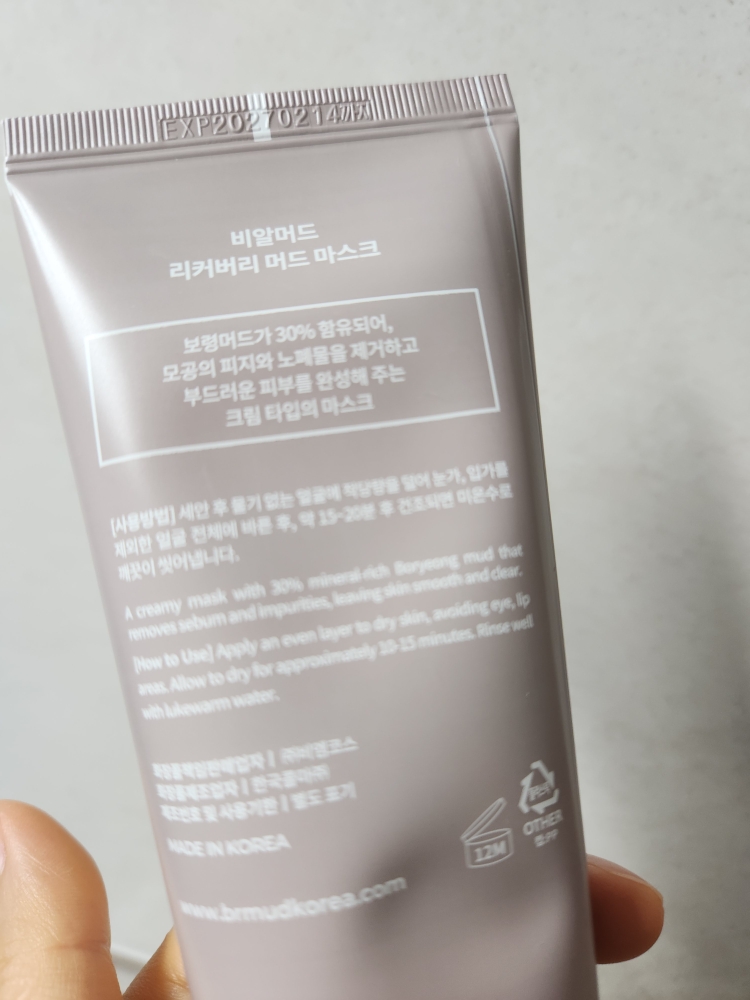 EXP20270214까지
비알머드
리커버리 머드 마스크
보령머드가 30% 함유되어,
모공의 피지와 노폐물을 제거하고
부드러운 피부를 완성해 주는
크림 타입의 마스크
[사용방법] 세안 후 물기 없는 얼굴에 적당량을 덜어 눈가, 입가를
제외한 얼굴 전체에 바른 후, 약 15~20분 후 건조되면 미온수로
깨끗이 씻어냅니다.
A creamy mask with 30% mineral-rich Boryeong mud that
removes sebum and impurities, leaving skin smooth and clear.
[How to Use] Apply an even layer to dry skin, avoiding eye, lip
areas. Allow to dry for approximately 10-15 minutes. Rinse well
with lukewarm water.
화장품책임판매업자 |
화장품제조업자 | 한국콜마㈜
제조번호 및 사용기한 | 별도 표기
MADE IN KOREA
12M
OTHER
www.brmudkorea.com